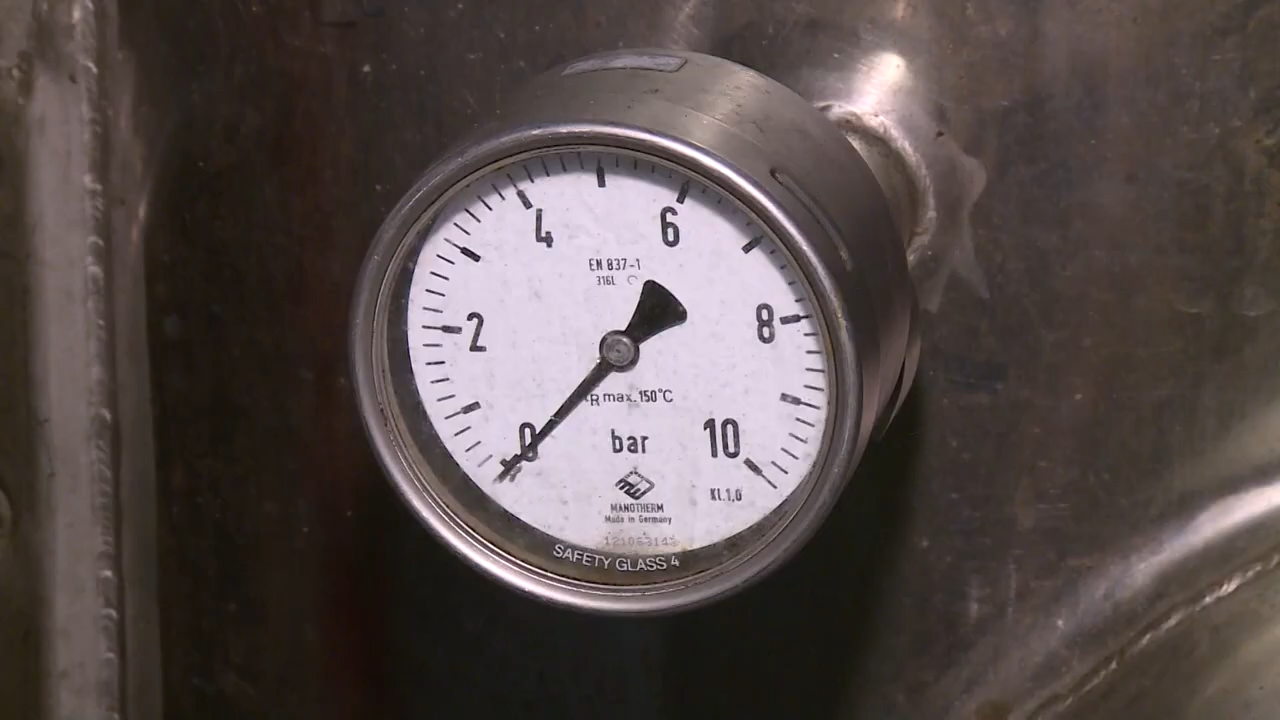 4
6
EN 837-1
316L
2
8
R max. 150°C
0
bar
10
KL.1,0
MANOTHERM
Made in Germany
SAFETY GLASS 4